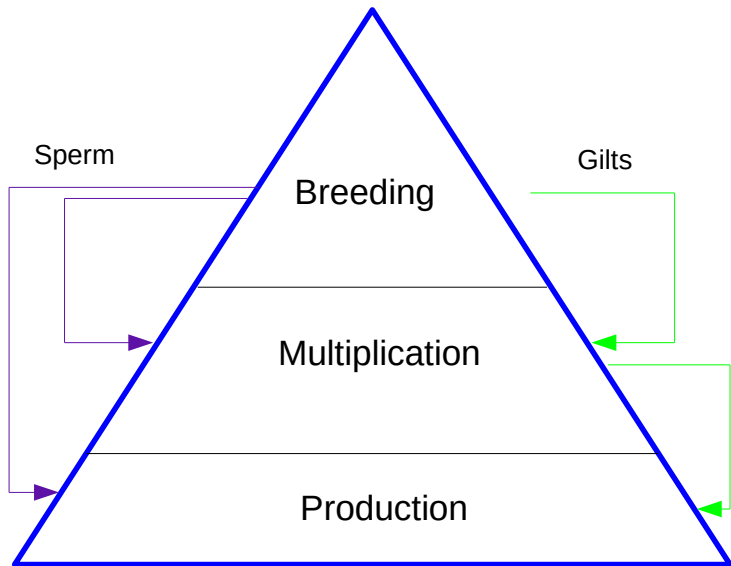 Sperm
Gilts
Breeding
Multiplication
Production